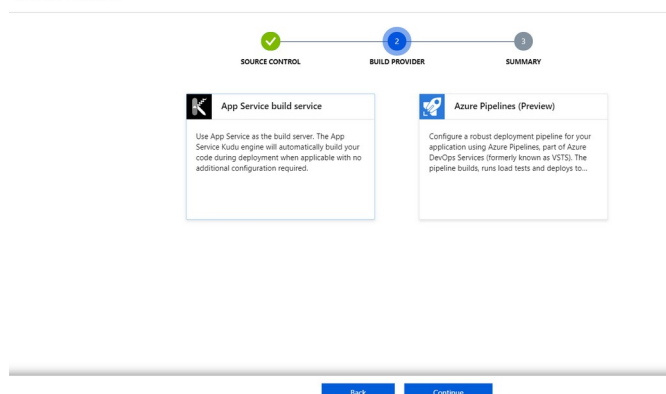 2
3
SOURCE CONTROL
BUILD PROVIDER
SUMMARY
App Service build service
Use App Service as the build server. The App
Service Kudu engine will automatically build your
code during deployment when applicable with no
additional configuration required.
Azure Pipelines (Preview)
Configure a robust deployment pipeline for your
application using Azure Pipelines, part of Azure
DevOps Services (formerly known as VSTS). The
pipeline builds, runs load tests and deploys to...
Back
Continue